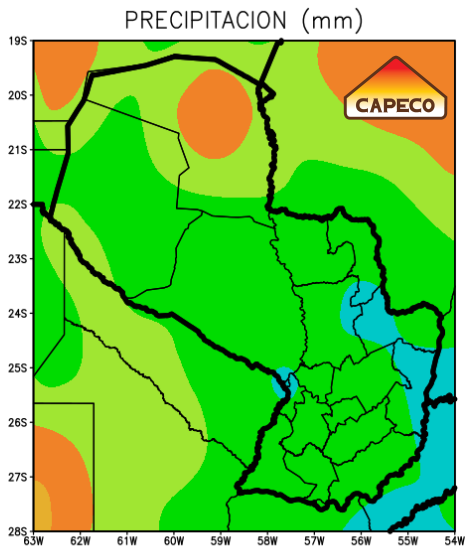 PRECIPITACION (mm)
CAPECO
19S
20S
21S
22S
23S
24S
25S
26S
27S
28S
63W 62W 61W 60W 59W 58W 57W 56W 55W 54W